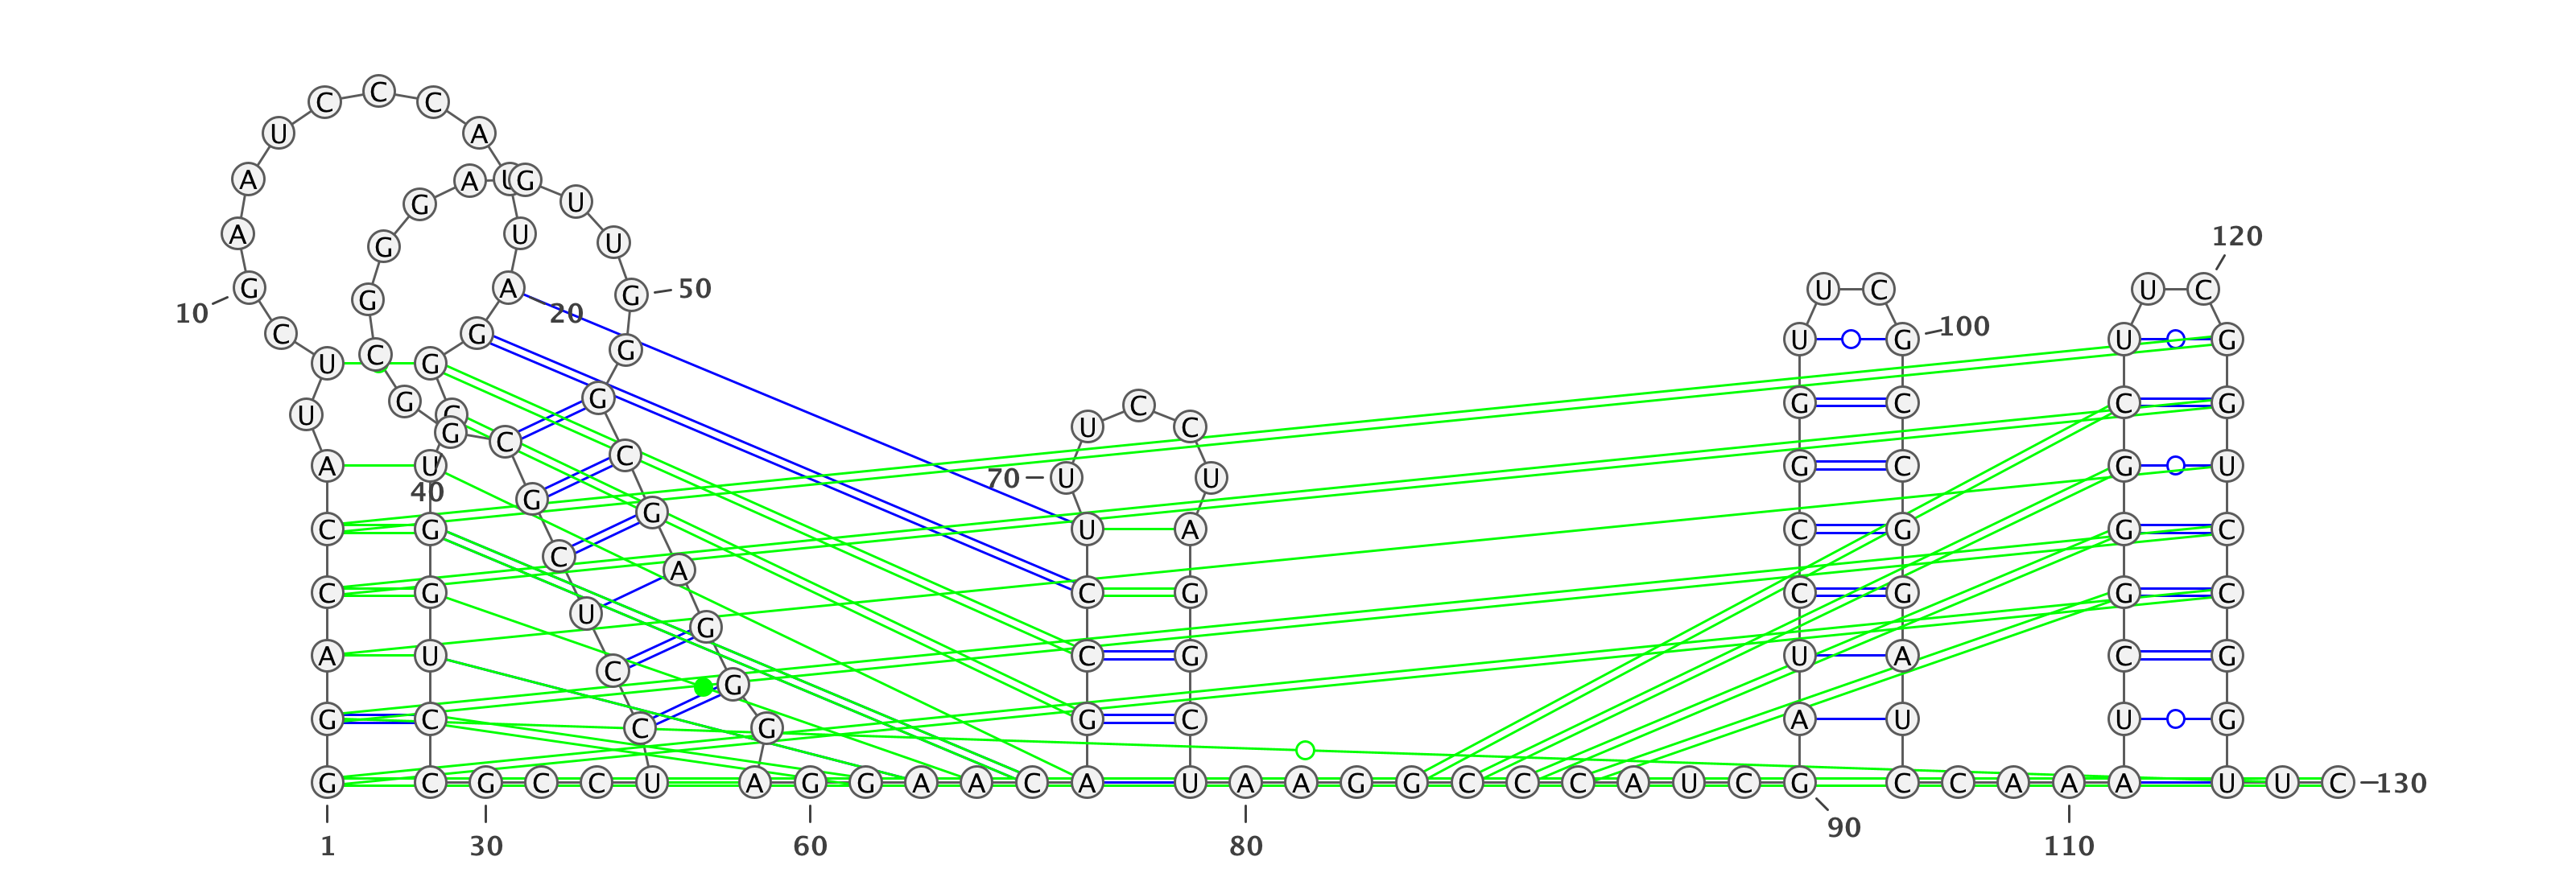 G G A C C A U U C G
10
A A U C C C A U U A
20
G G G U G G U C C G
C C U C C U C G C G
40
G C G G G A G U U G
50
G G C G A G G G A G
G A A C A G C C U U
70
U C C U A G G C U A
A G G C C C A U C G
90
A U C C G G U U C G
100
C C G G A U C C A A
A U C G G G C U U C
120
G G U C C G G U U C
130
1
30
60
80
110